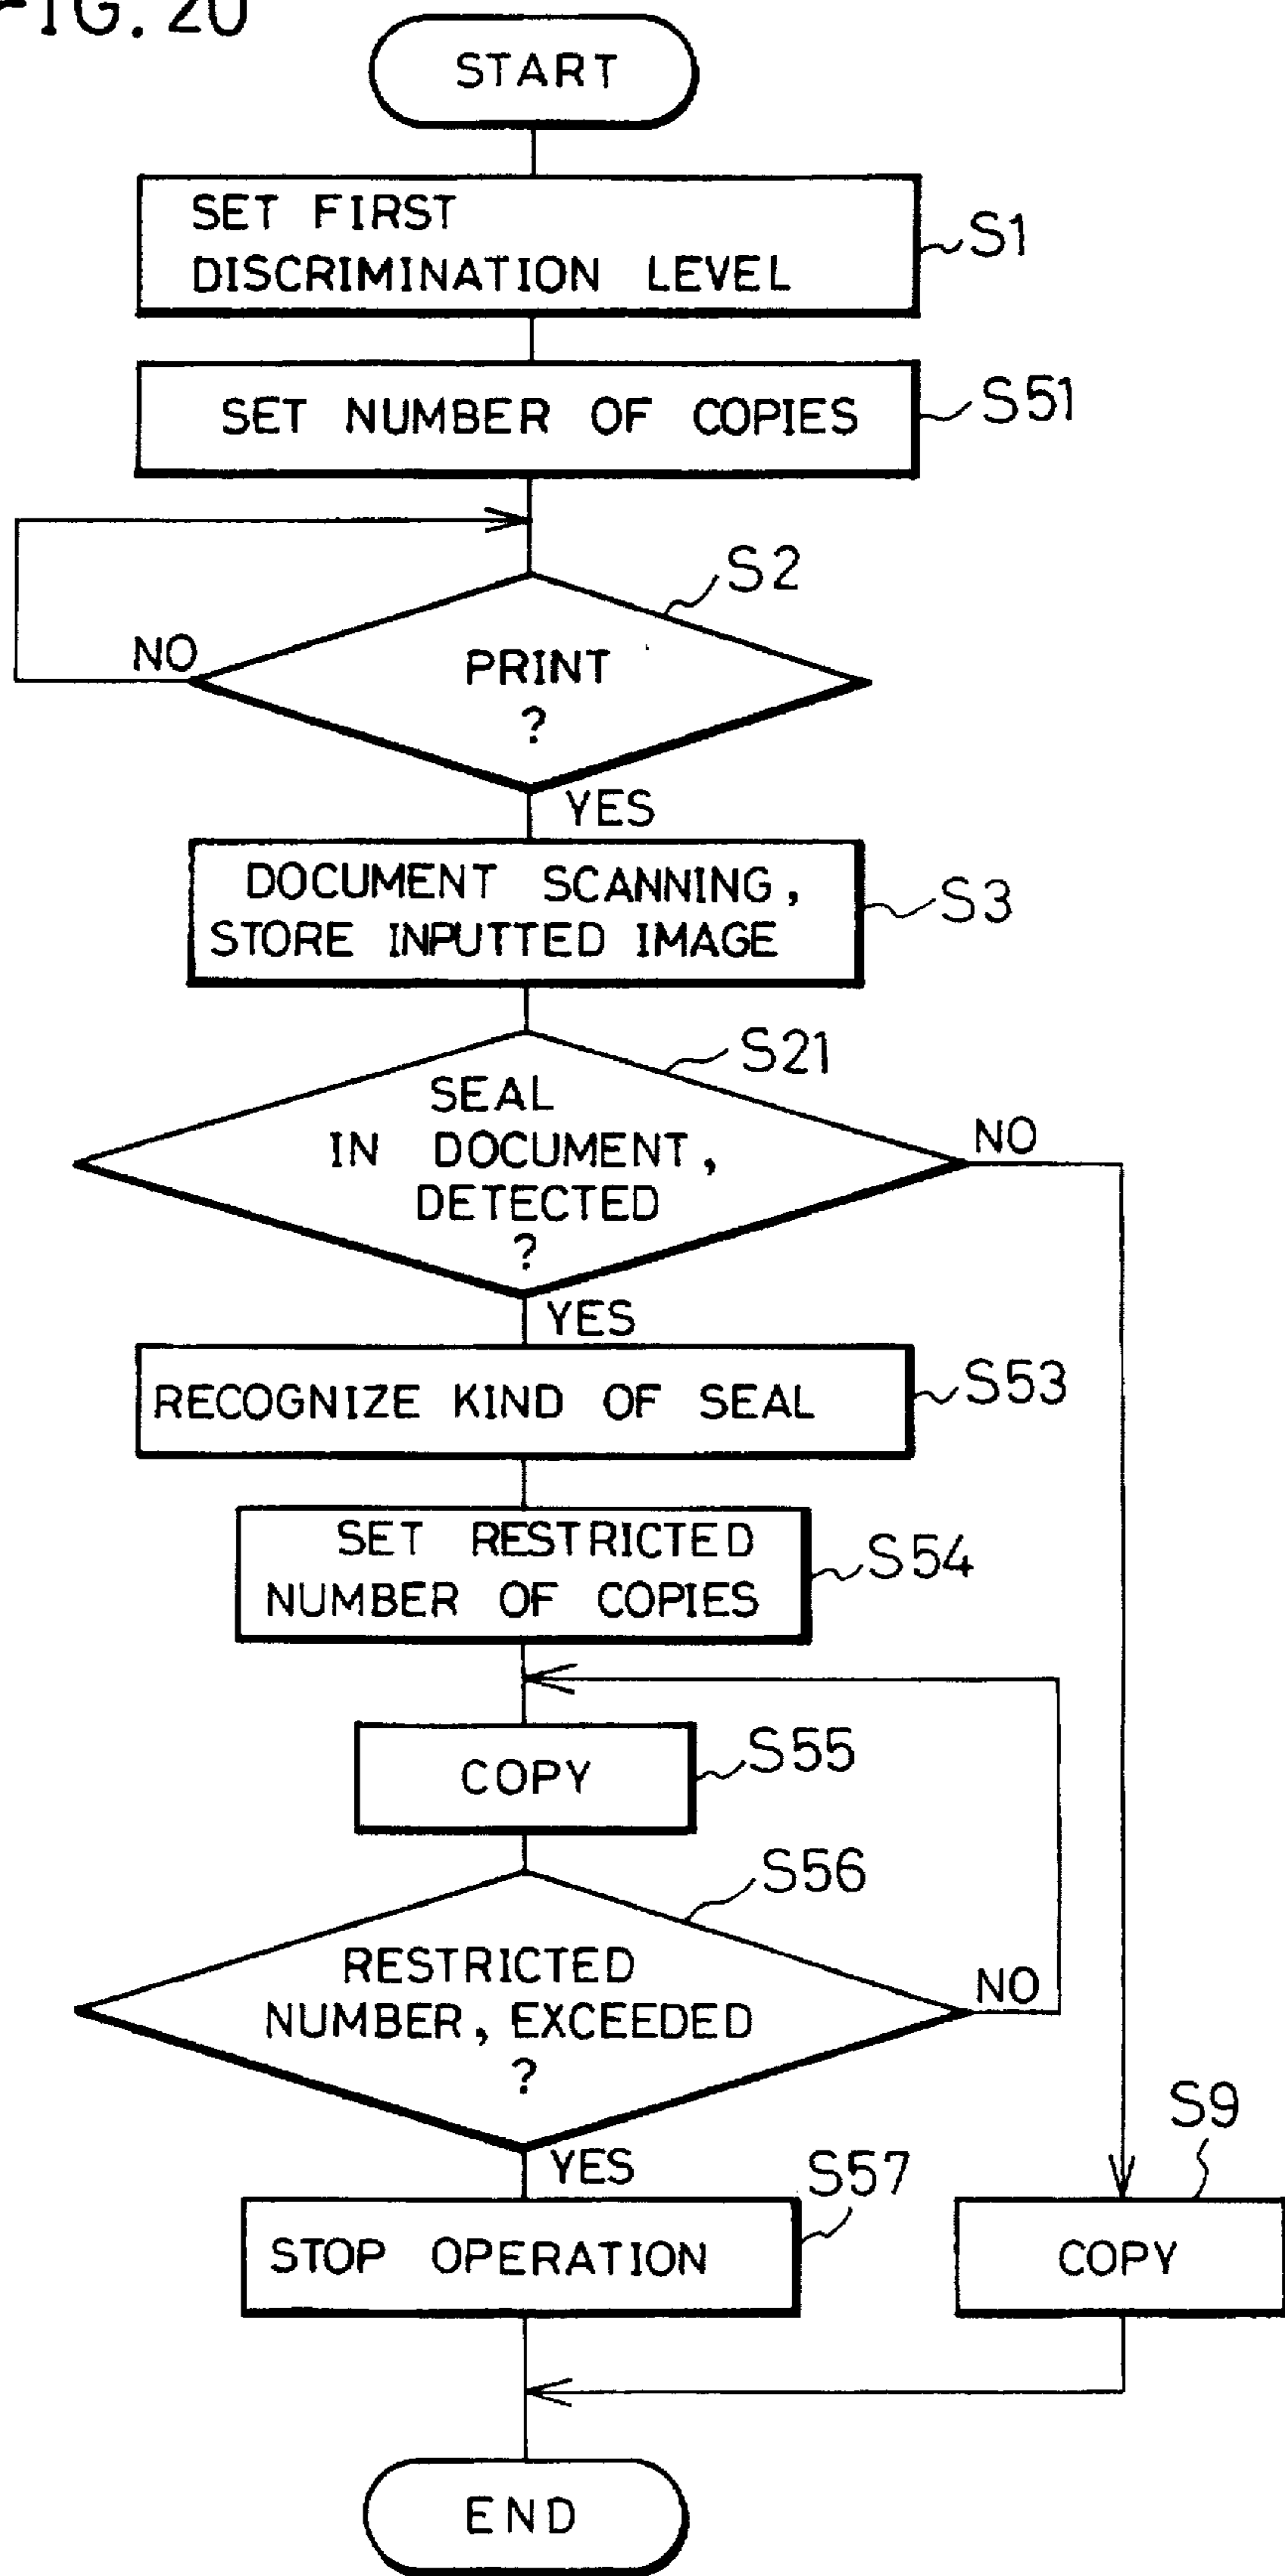 FIG. 20
START
SET FIRST
DISCRIMINATION LEVEL
S1
SET NUMBER OF COPIES
S51
S2
NO
PRINT
?
YES
DOCUMENT SCANNING,
STORE INPUTTED IMAGE
S3
S21
SEAL
IN DOCUMENT,
DETECTED
?
NO
YES
RECOGNIZE KIND OF SEAL
S53
SET RESTRICTED
NUMBER OF COPIES
S54
COPY
S55
S56
RESTRICTED
NUMBER, EXCEEDED
?
NO
YES
S57
STOP OPERATION
S9
COPY
END